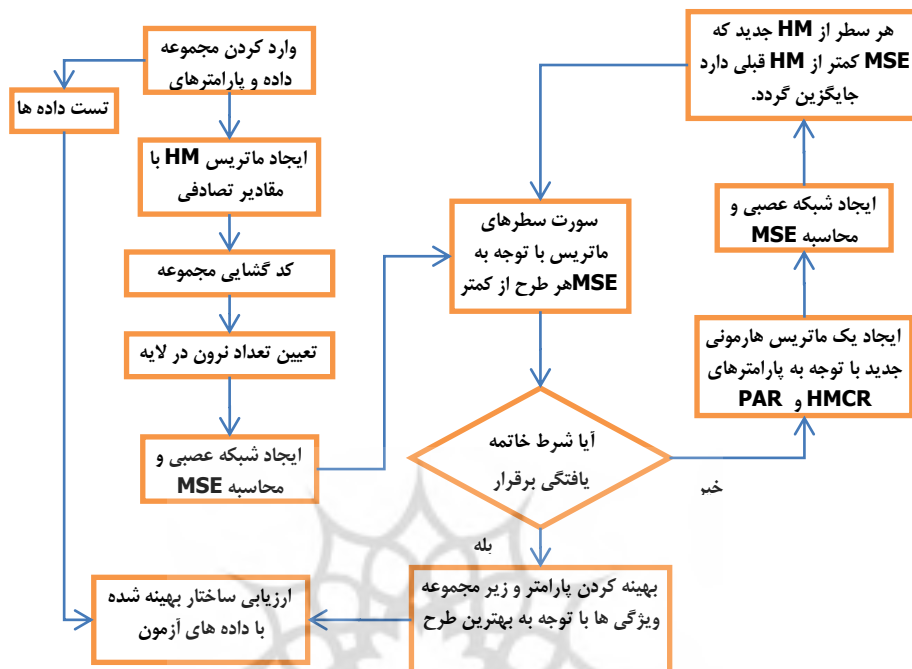 وارد کردن مجموعه
داده و پارامترهای
تست داده ها
ایجاد ماتریس HM با
مقادیر تصادفی
کد گشایی مجموعه
تعیین تعداد نرون در لایه
ایجاد شبکه عصبی و
محاسبه MSE
سورت سطرهای
ماتریس با توجه به
MSEهر طرح از کمتر
آیا شرط خاتمه
یافتگی برقرار
خیر
بله
ایجاد یک ماتریس هارمونی
جدید با توجه به پارامترهای
HMCR و PAR
ایجاد شبکه عصبی و
محاسبه MSE
هر سطر از HM جدید که
MSE کمتر از HM قبلی دارد
جایگزین گردد.
بهینه کردن پارامتر و زیر مجموعه
ویژگی ها با توجه به بهترین طرح
ارزیابی ساختار بهینه شده
با داده های آزمون